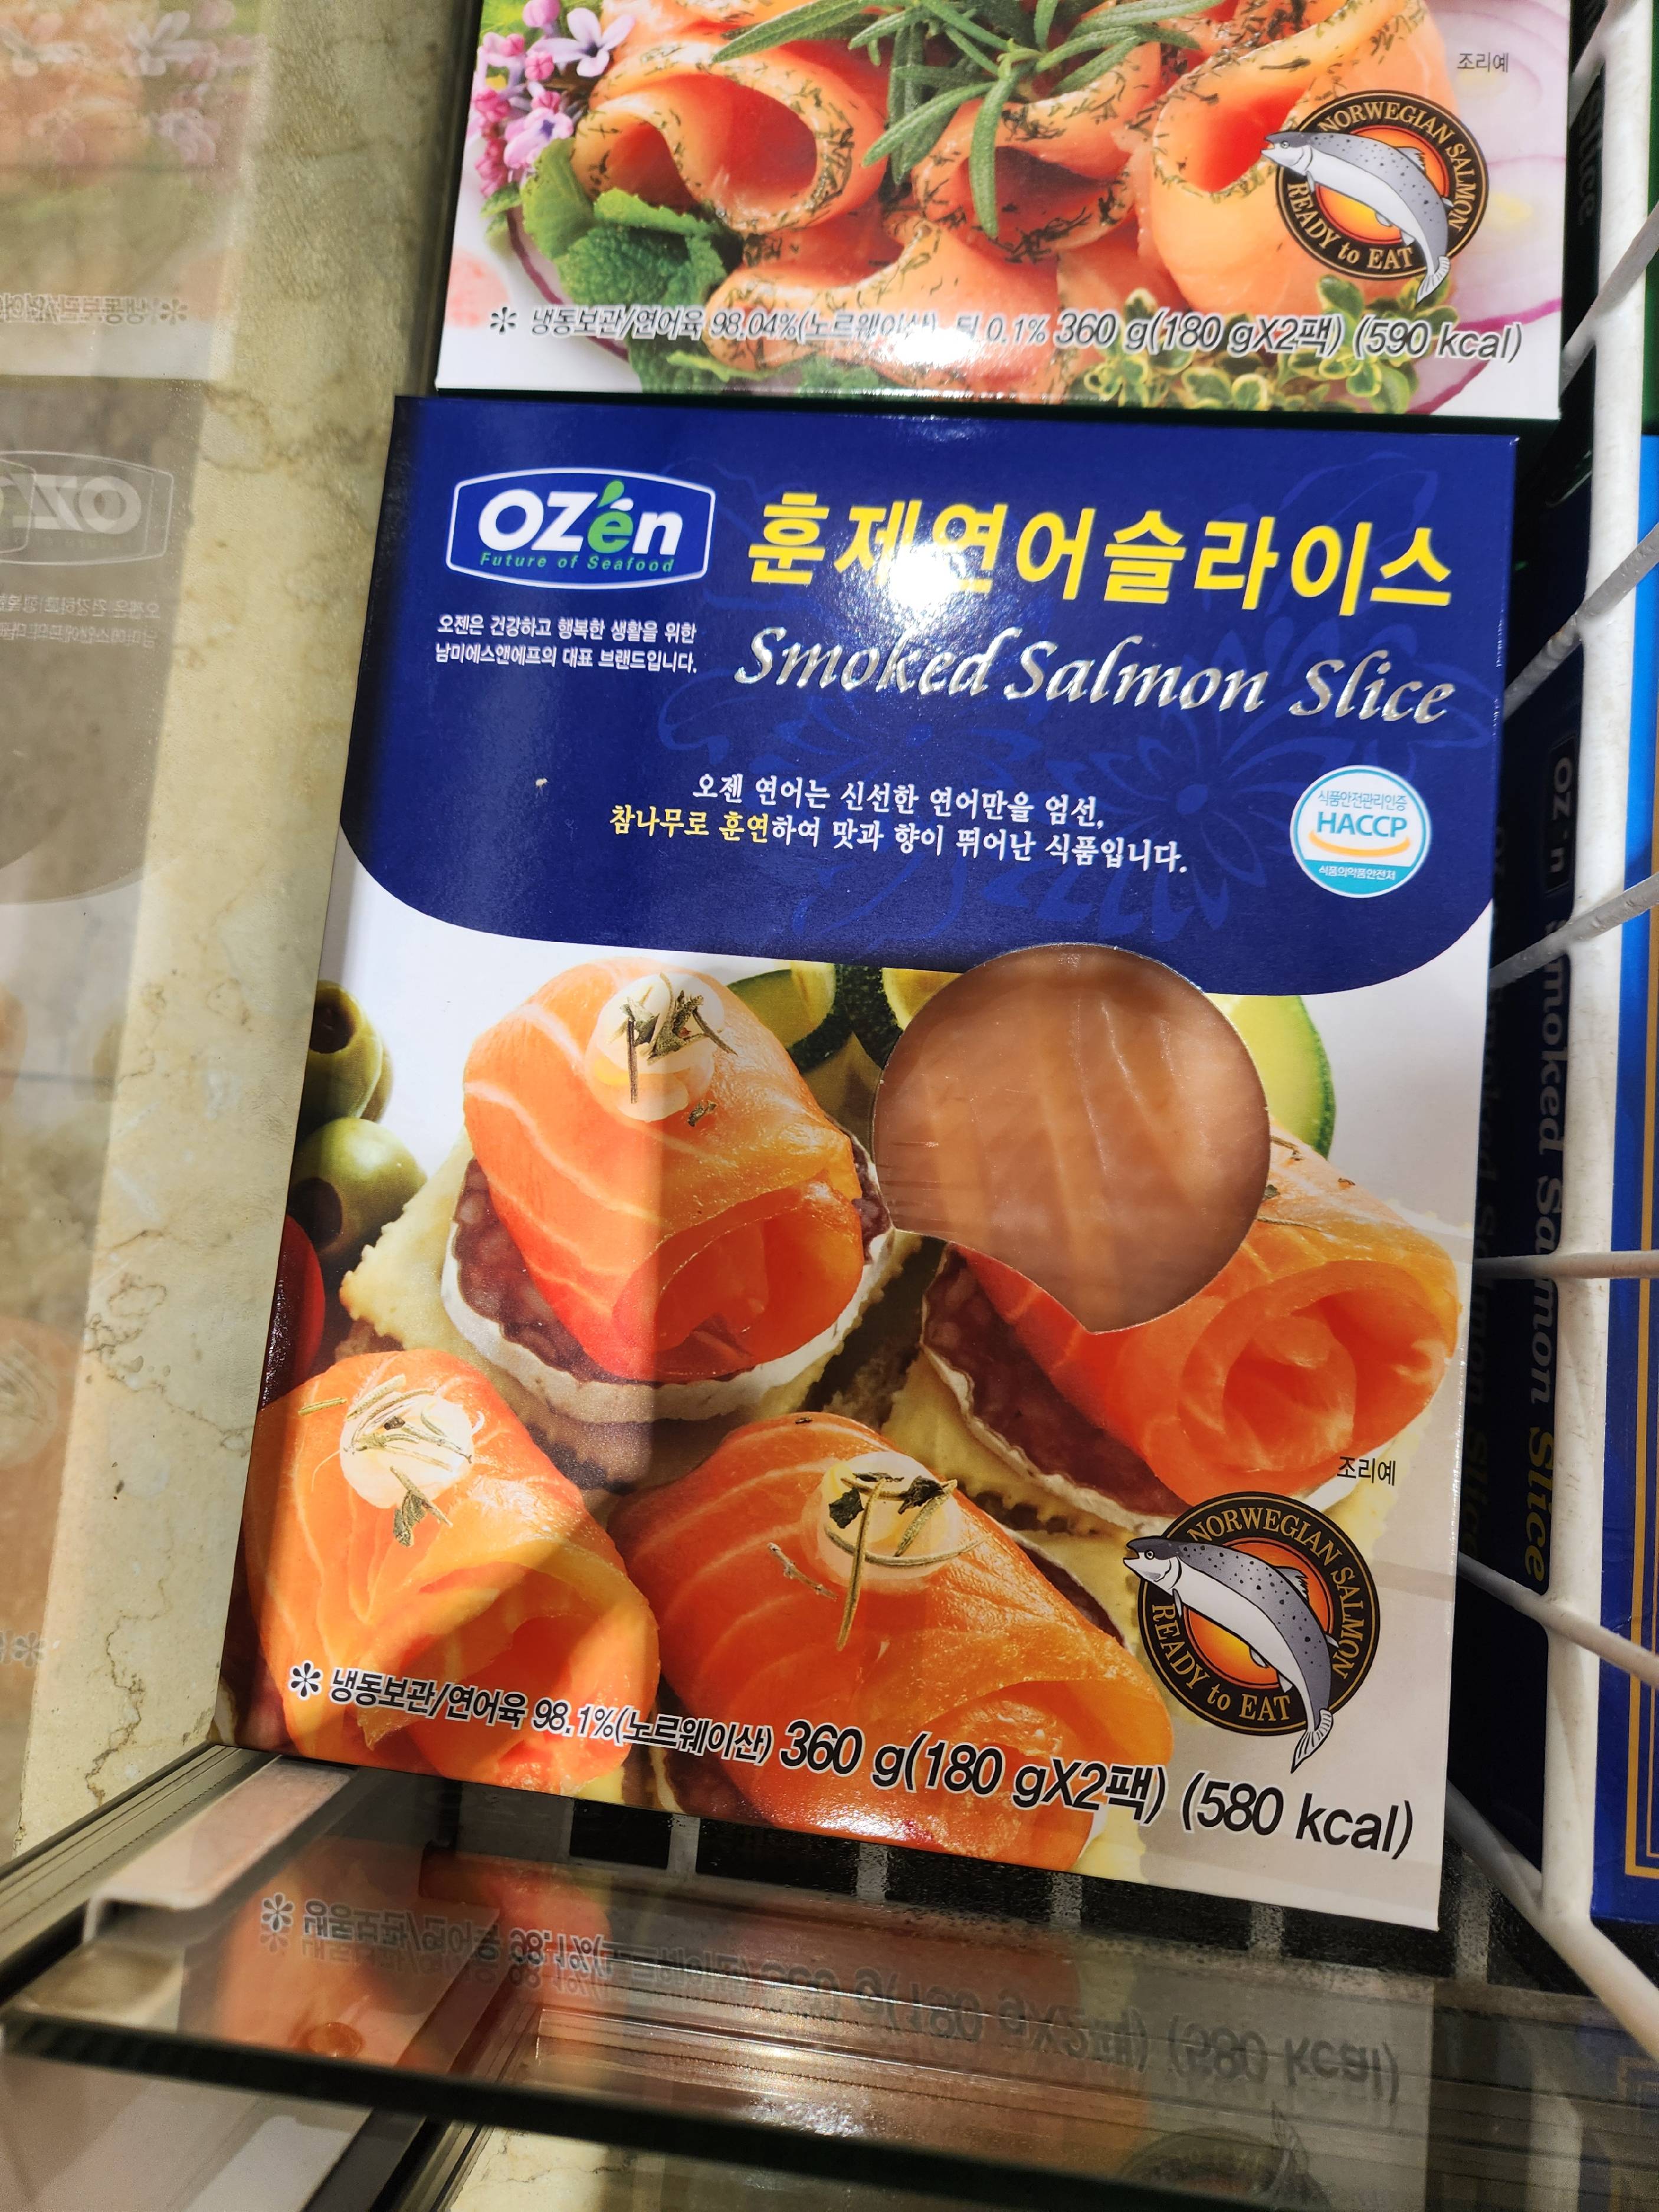 조리예
NORWEGIAN SALMON
READY to EAT
* 냉동보관/연어육 98.04%(노르웨이산), 딜 0.1% 360 g(180 gX2팩) (590 kcal)
OZén
Future of Seafood
오젠은 건강하고 행복한 생활을 위한
남미에스앤에프의 대표 브랜드입니다.
훈제연어슬라이스
Smoked Salmon Slice
오젠 연어는 신선한 연어만을 엄선,
참나무로 훈연하여 맛과 향이 뛰어난 식품입니다.
식품안전관리인증
HACCP
식품의약품안전처
조리예
NORWEGIAN SALMON
READY to EAT
* 냉동보관/연어육 98.1%(노르웨이산) 360 g(180 gX2팩) (580 kcal)
Smoked Salmon Slice